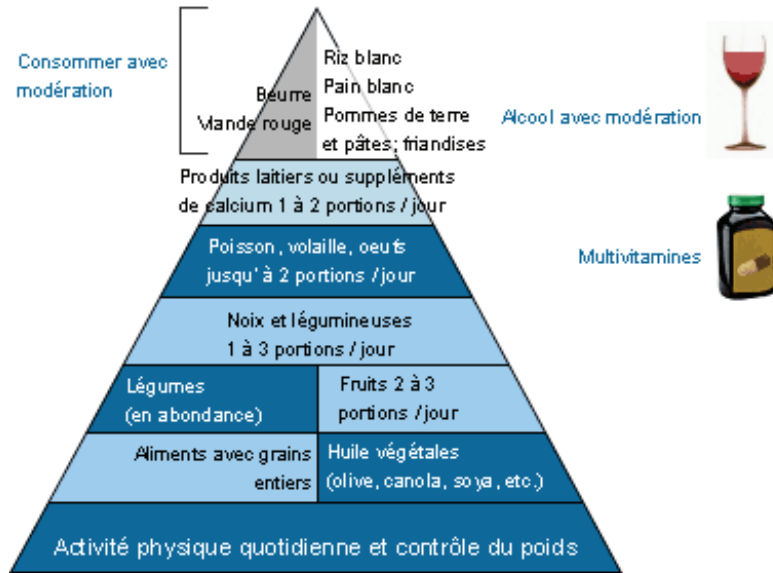 Consommer avec
modération
Beurre
Viande rouge
Riz blanc
Pain blanc
Pommes de terre
et pâtes; friandises
Alcool avec modération
Produits laitiers ou suppléments
de calcium 1 à 2 portions / jour
Poisson, volaille, oeufs
jusqu' à 2 portions / jour
Multivitamines
Noix et légumineuses
1 à 3 portions / jour
Légumes
(en abondance)
Fruits 2 à 3
portions / jour
Aliments avec grains
entiers
Huile végétales
(olive, canola, soya, etc.)
Activité physique quotidienne et contrôle du poids